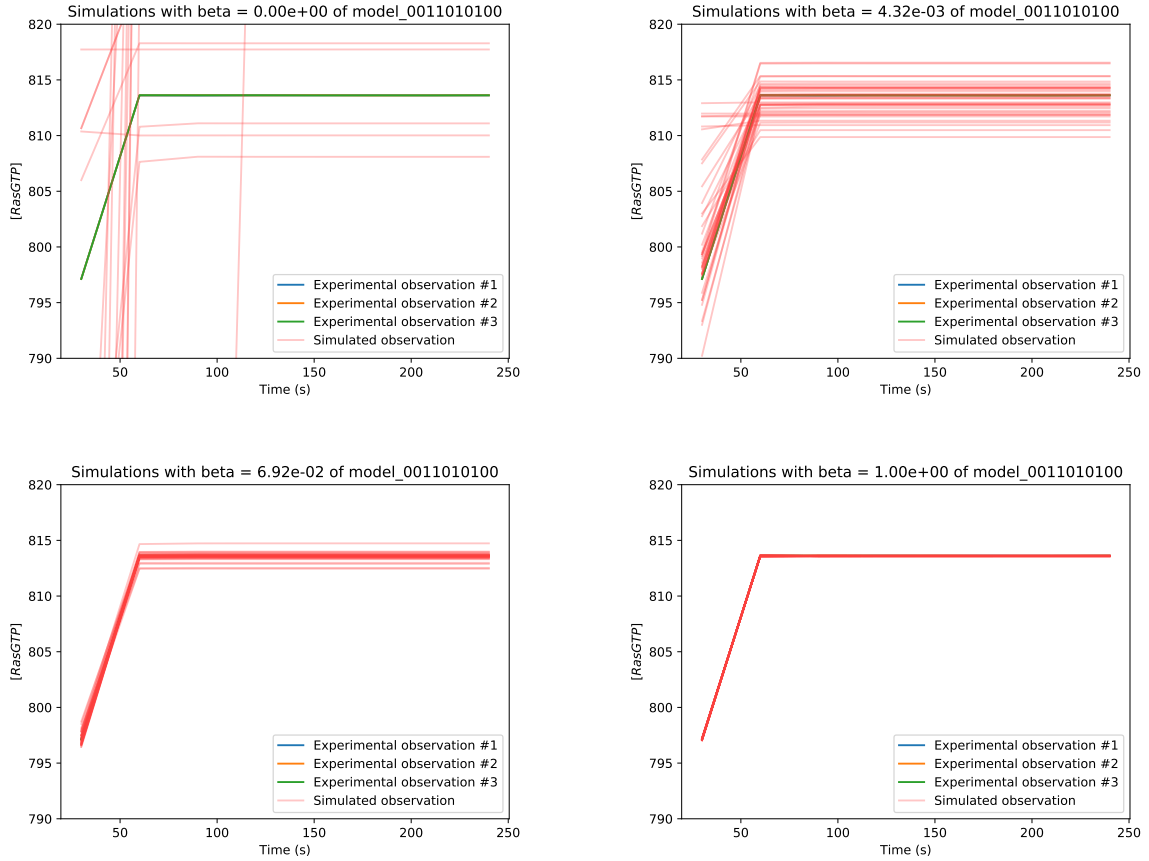 Simulations with beta = 0.00e+00 of model_0011010100
820
815
810
805
800
795
790
[RasGTP]
50
100
150
200
250
Time (s)
Experimental observation #1
Experimental observation #2
Experimental observation #3
Simulated observation
Simulations with beta = 4.32e-03 of model_0011010100
820
815
810
805
800
795
790
[RasGTP]
50
100
150
200
250
Time (s)
Experimental observation #1
Experimental observation #2
Experimental observation #3
Simulated observation
Simulations with beta = 6.92e-02 of model_0011010100
820
815
810
805
800
795
790
[RasGTP]
50
100
150
200
250
Time (s)
Experimental observation #1
Experimental observation #2
Experimental observation #3
Simulated observation
Simulations with beta = 1.00e+00 of model_0011010100
820
815
810
805
800
795
790
[RasGTP]
50
100
150
200
250
Time (s)
Experimental observation #1
Experimental observation #2
Experimental observation #3
Simulated observation